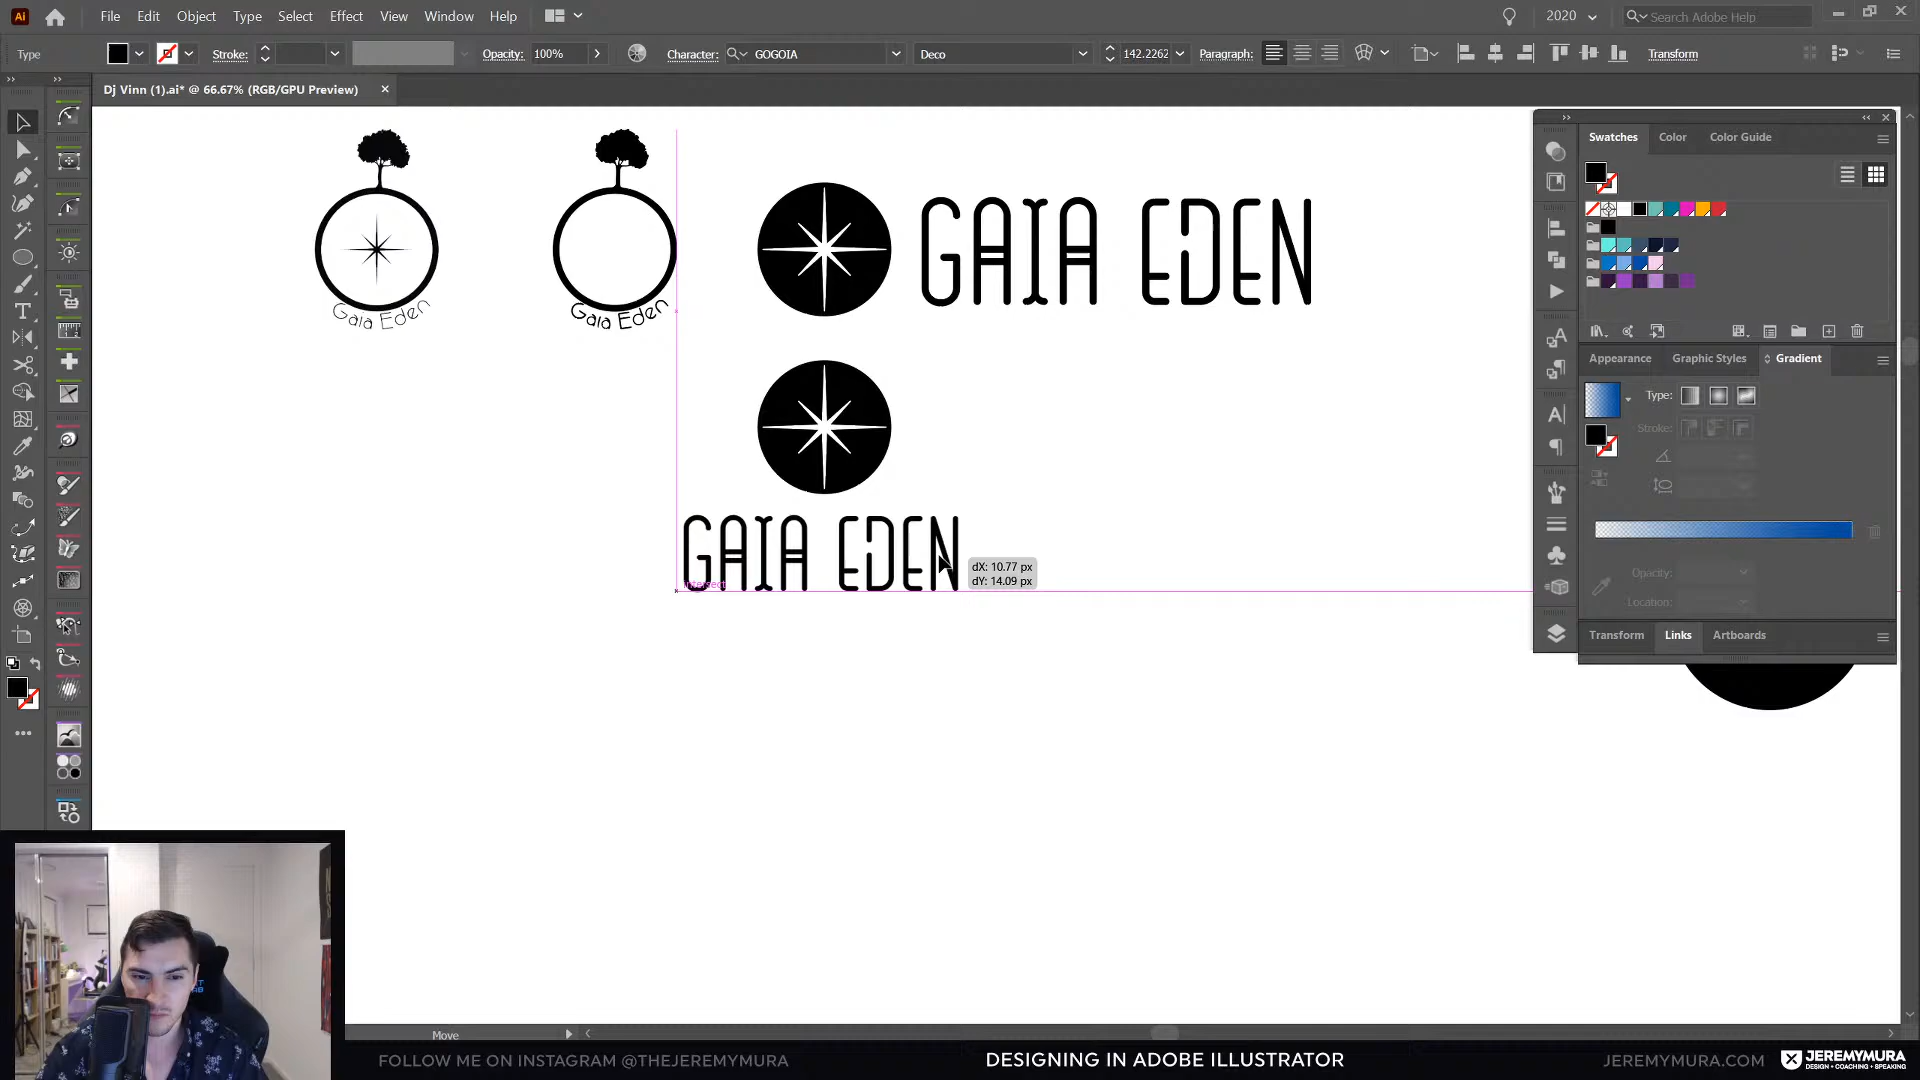 Ai File Edit Object Type Select Effect View Window Help 2020 Search Adobe Help
Type Stroke: Opacity: 100% Character: GOGOIA Deco 142.2262 Paragraph: Transform
Dj Vinn (1).ai* @ 66.67% (RGB/GPU Preview)
Swatches Color Color Guide
GAIA EDEN
Gaia Eden Gaia Eden
Appearance Graphic Styles Gradient
Type:
Stroke:
GAIA EDEN
intersect
dX: 10.77 px
dY: 14.09 px
Opacity:
Location:
Transform Links Artboards
Move
FOLLOW ME ON INSTAGRAM @THEJEREMYMURA DESIGNING IN ADOBE ILLUSTRATOR JEREMYMURA.COM JEREMYMURA
DESIGN + COACHING + SPEAKING